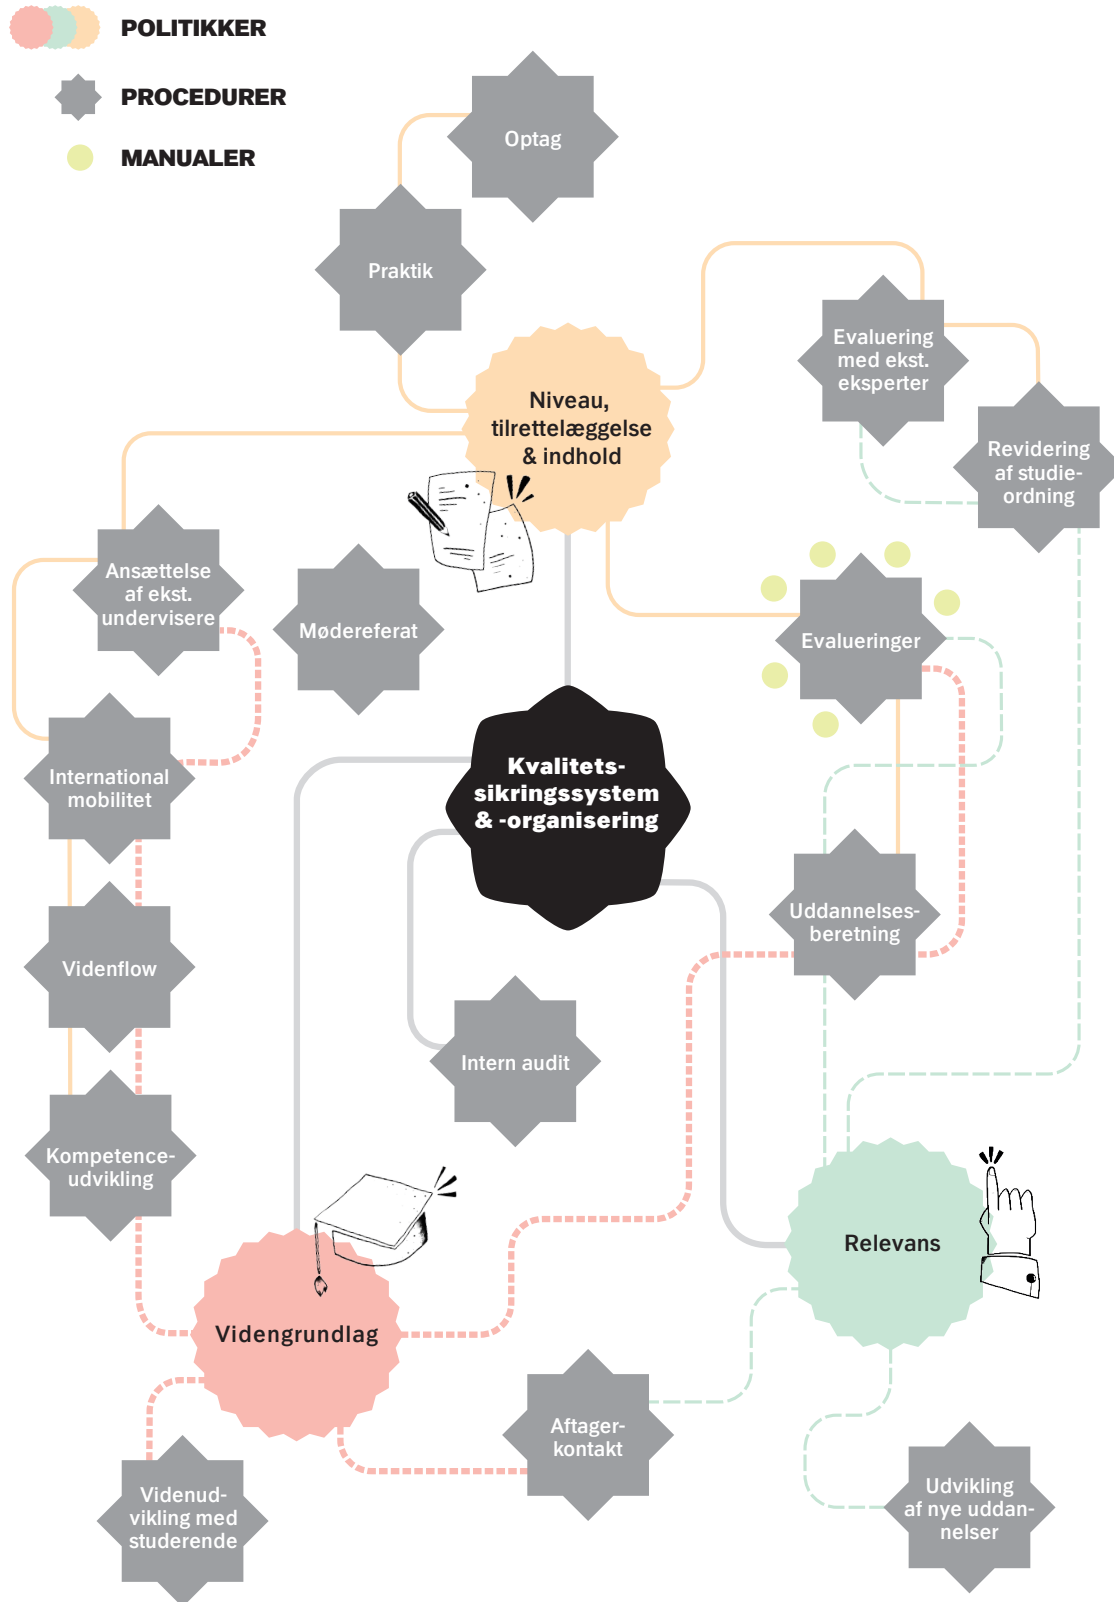 POLITIKKER
PROCEDURER
MANUALER
Optag
Praktik
Evaluering
med ekst.
eksperter
Niveau,
tilrettelæggelse
& indhold
Revidering
af studie-
ordning
Ansættelse
af ekst.
undervisere
Mødereferat
Evalueringer
International
mobilitet
Kvalitets-
sikringssystem
& -organisering
Uddannelses-
beretning
Videnflow
Intern audit
Kompetence-
udvikling
Relevans
Videngrundlag
Aftager-
kontakt
Videnud-
vikling med
studerende
Udvikling
af nye uddan-
nelser